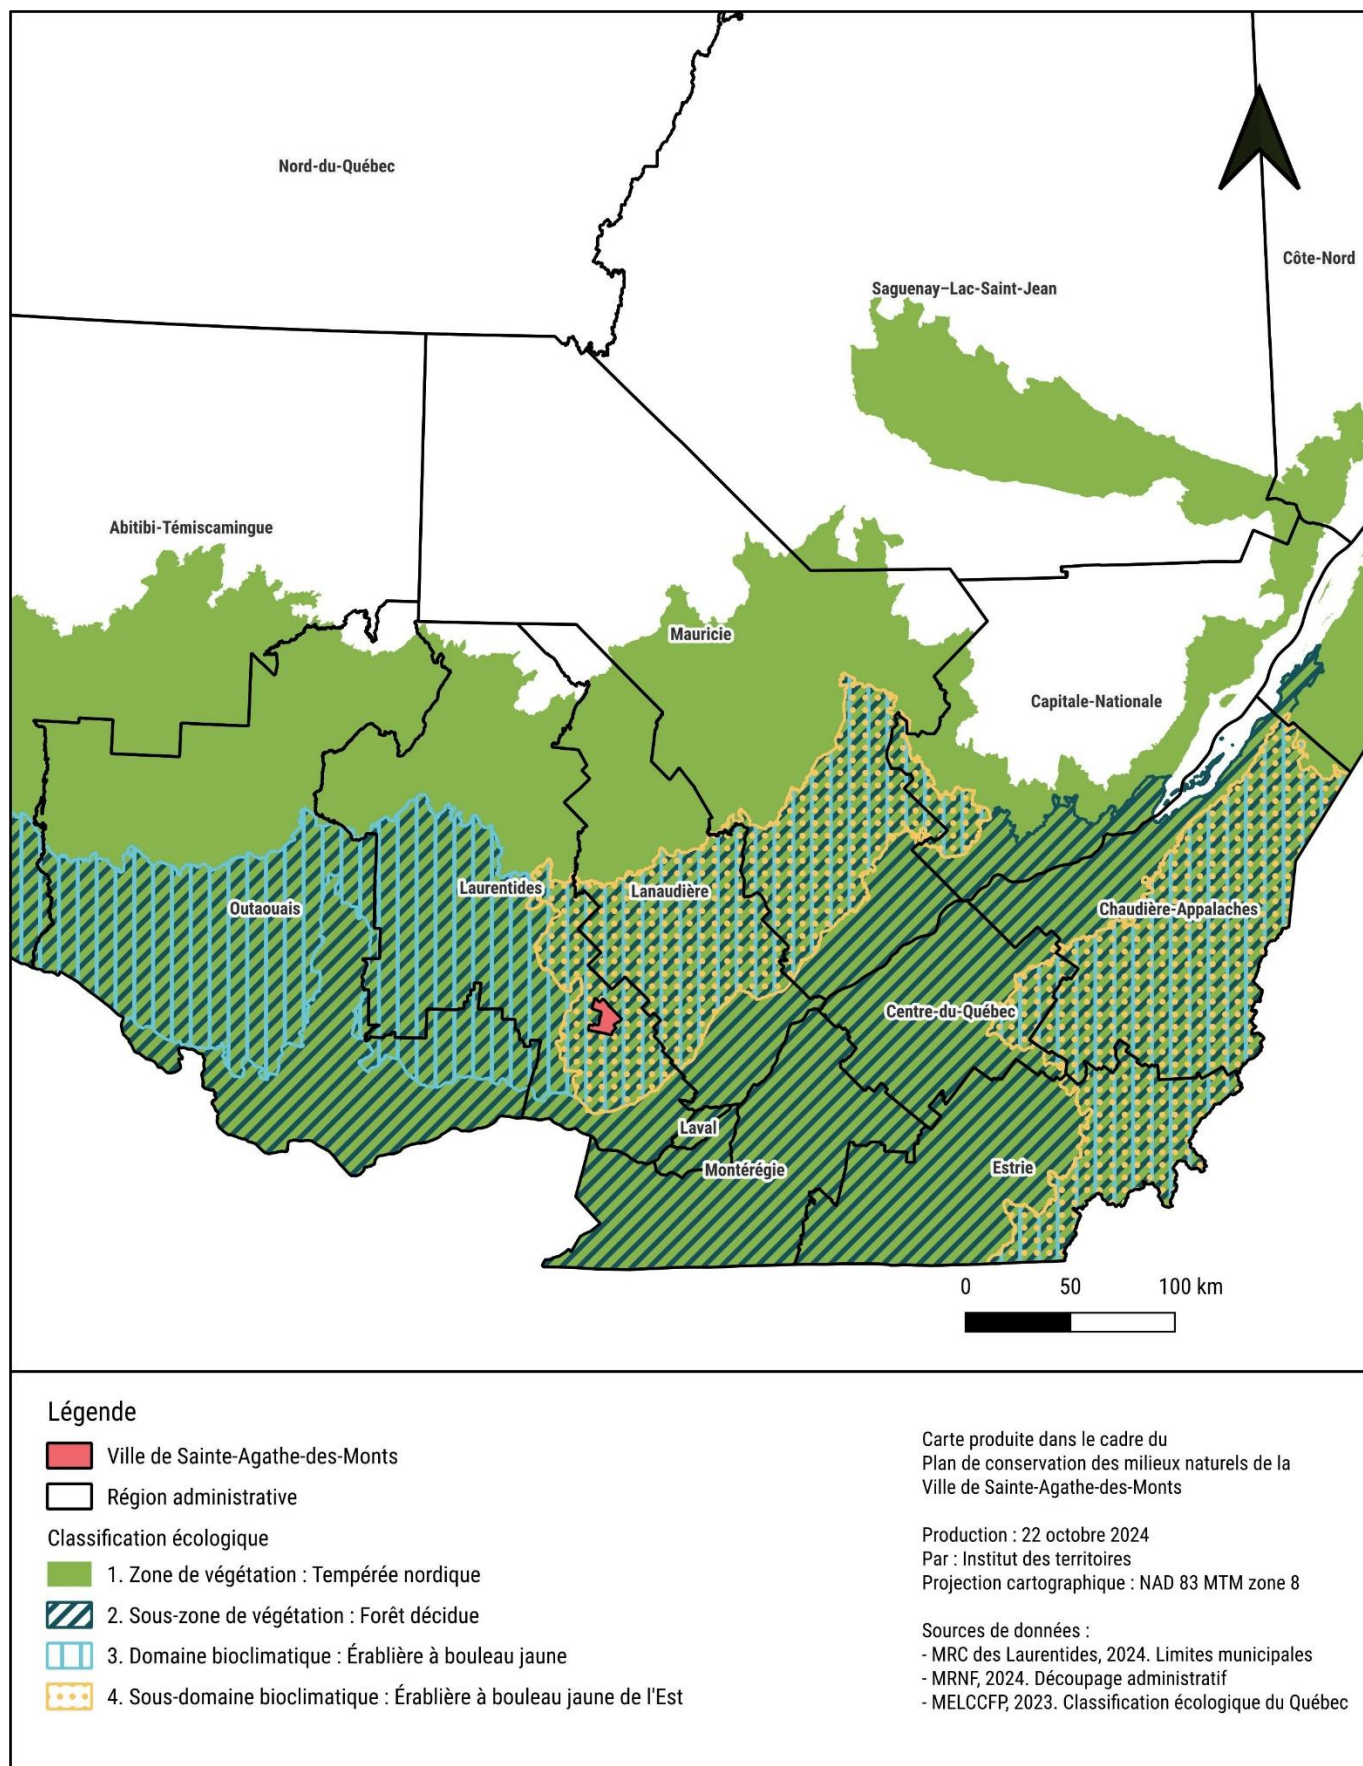 Nord-du-Québec
Côte-Nord
Saguenay–Lac-Saint-Jean
Abitibi-Témiscamingue
Mauricie
Capitale-Nationale
Laurentides
Lanaudière
Outaouais
Chaudière-Appalaches
Centre-du-Québec
Laval
Montérégie
Estrie
0 50 100 km
Légende
Ville de Sainte-Agathe-des-Monts
Région administrative
Classification écologique
1. Zone de végétation : Tempérée nordique
2. Sous-zone de végétation : Forêt décidue
3. Domaine bioclimatique : Érablière à bouleau jaune
4. Sous-domaine bioclimatique : Érablière à bouleau jaune de l'Est
Carte produite dans le cadre du
Plan de conservation des milieux naturels de la
Ville de Sainte-Agathe-des-Monts
Production : 22 octobre 2024
Par : Institut des territoires
Projection cartographique : NAD 83 MTM zone 8
Sources de données :
- MRC des Laurentides, 2024. Limites municipales
- MRNF, 2024. Découpage administratif
- MELCCFP, 2023. Classification écologique du Québec